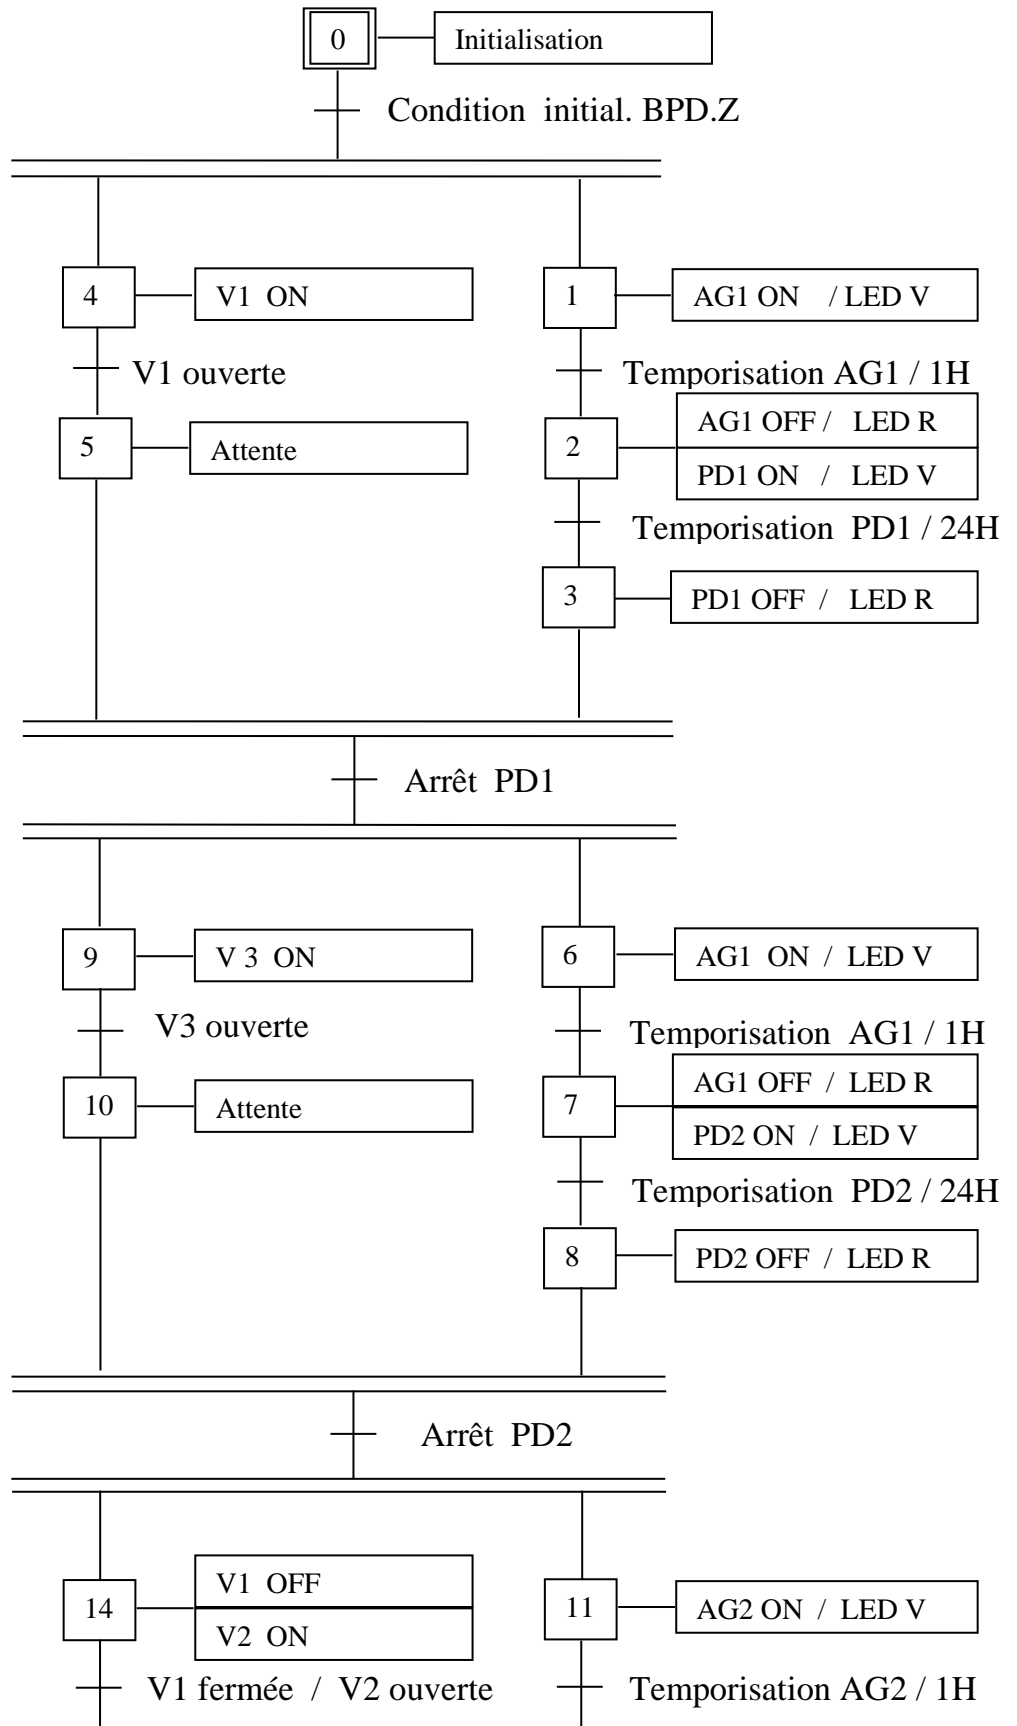 0 Initialisation
Condition initial. BPD.Z
4 V1 ON 1 AG1 ON / LED V
V1 ouverte Temporisation AG1 / 1H
5 Attente 2 AG1 OFF / LED R
PD1 ON / LED V
Temporisation PD1 / 24H
3 PD1 OFF / LED R
Arrêt PD1
9 V 3 ON 6 AG1 ON / LED V
V3 ouverte Temporisation AG1 / 1H
10 Attente 7 AG1 OFF / LED R
PD2 ON / LED V
Temporisation PD2 / 24H
8 PD2 OFF / LED R
Arrêt PD2
14 V1 OFF 11 AG2 ON / LED V
V2 ON
V1 fermée / V2 ouverte Temporisation AG2 / 1H